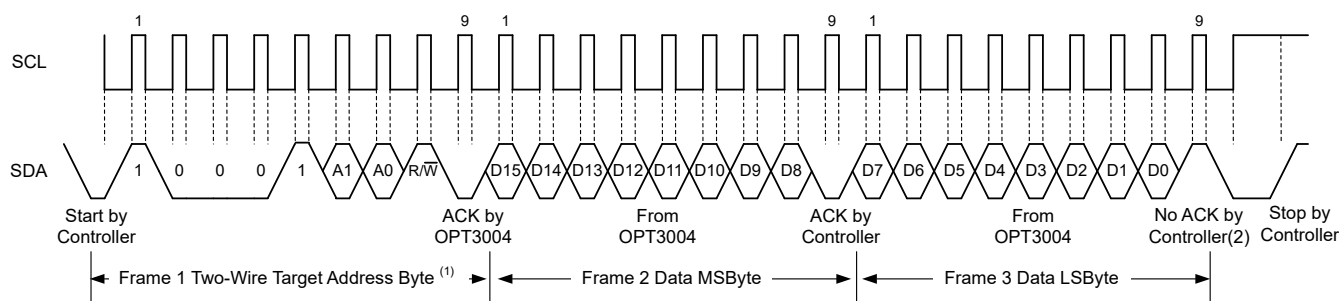 1 9 1 9 1 9
SCL
SDA
1 0 0 0 1 A1 A0 R/W̅ D15 D14 D13 D12 D11 D10 D9 D8 D7 D6 D5 D4 D3 D2 D1 D0
Start by
Controller
ACK by
OPT3004
From
OPT3004
ACK by
Controller
From
OPT3004
No ACK by
Controller(2)
Stop by
Controller
Frame 1 Two-Wire Target Address Byte (1)
Frame 2 Data MSByte
Frame 3 Data LSByte